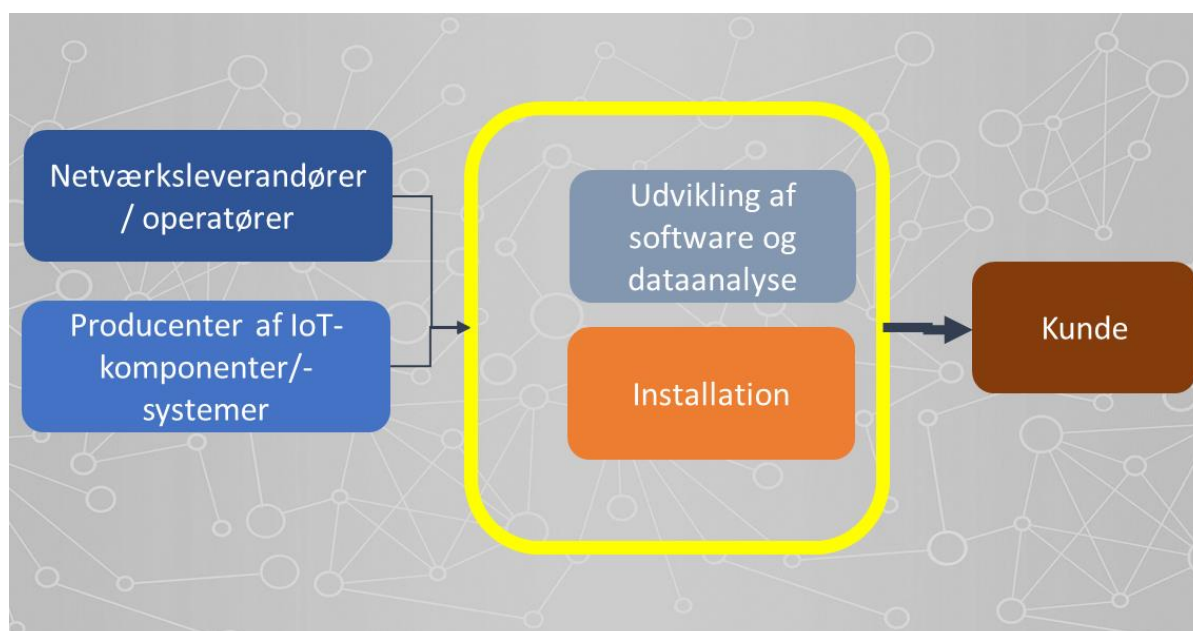 Netværksleverandører
/ operatører
Producenter af IoT-
komponenter/-
systemer
Udvikling af
software og
dataanalyse
Installation
Kunde